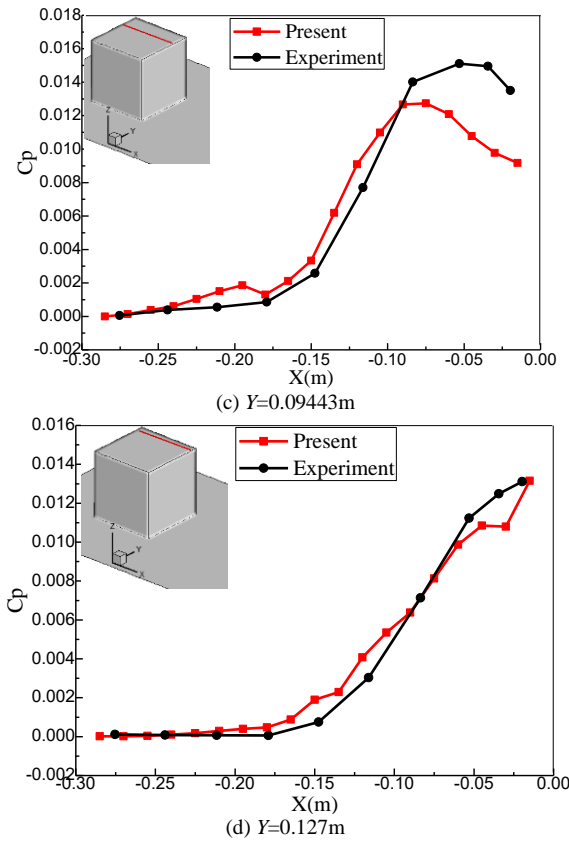 0.018
0.016
0.014
0.012
0.010
0.008
0.006
0.004
0.002
0.000
-0.002
Cp
Present
Experiment
Z
Y
X
-0.30
-0.25
-0.20
-0.15
-0.10
-0.05
0.00
X(m)
(c) Y=0.09443m
0.016
0.014
0.012
0.010
0.008
0.006
0.004
0.002
0.000
-0.002
Cp
Present
Experiment
Z
Y
X
-0.30
-0.25
-0.20
-0.15
-0.10
-0.05
0.00
X(m)
(d) Y=0.127m